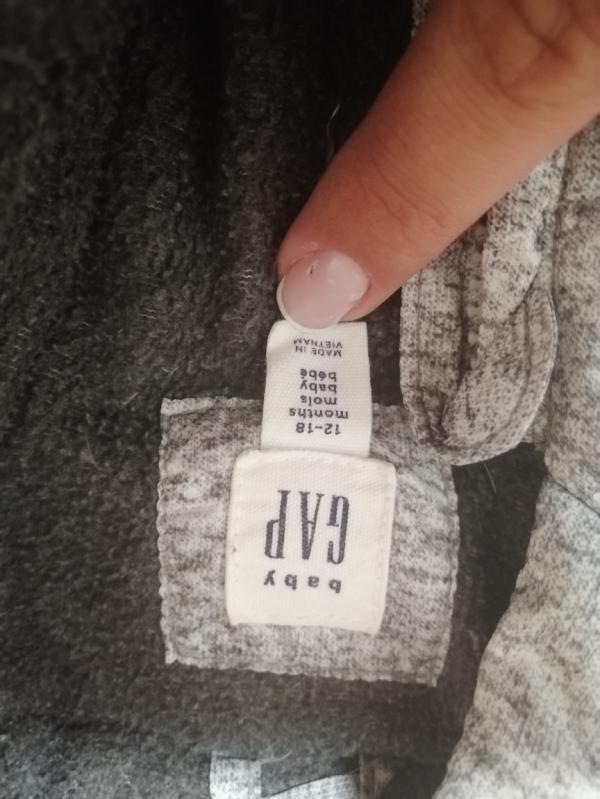 baby
GAP
12-18
months
mois
baby
bébé
MADE IN
VIETNAM